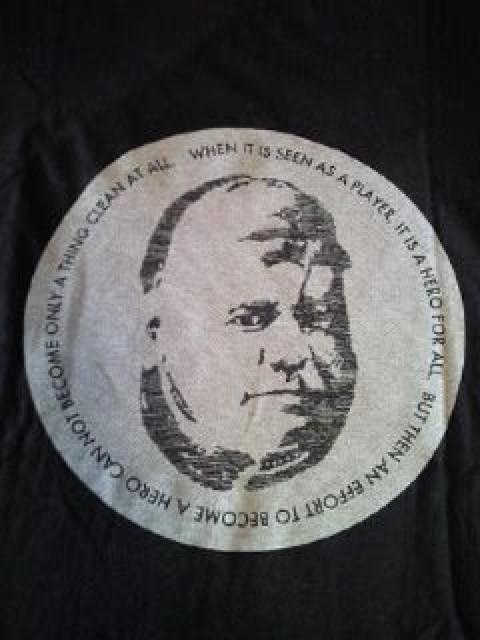 WHEN IT IS SEEN AS A PLAYER, IT IS A HERO FOR ALL BUT THEN AN EFFORT TO BECOME A HERO CAN NOT BECOME ONLY A THING CLEAN AT ALL